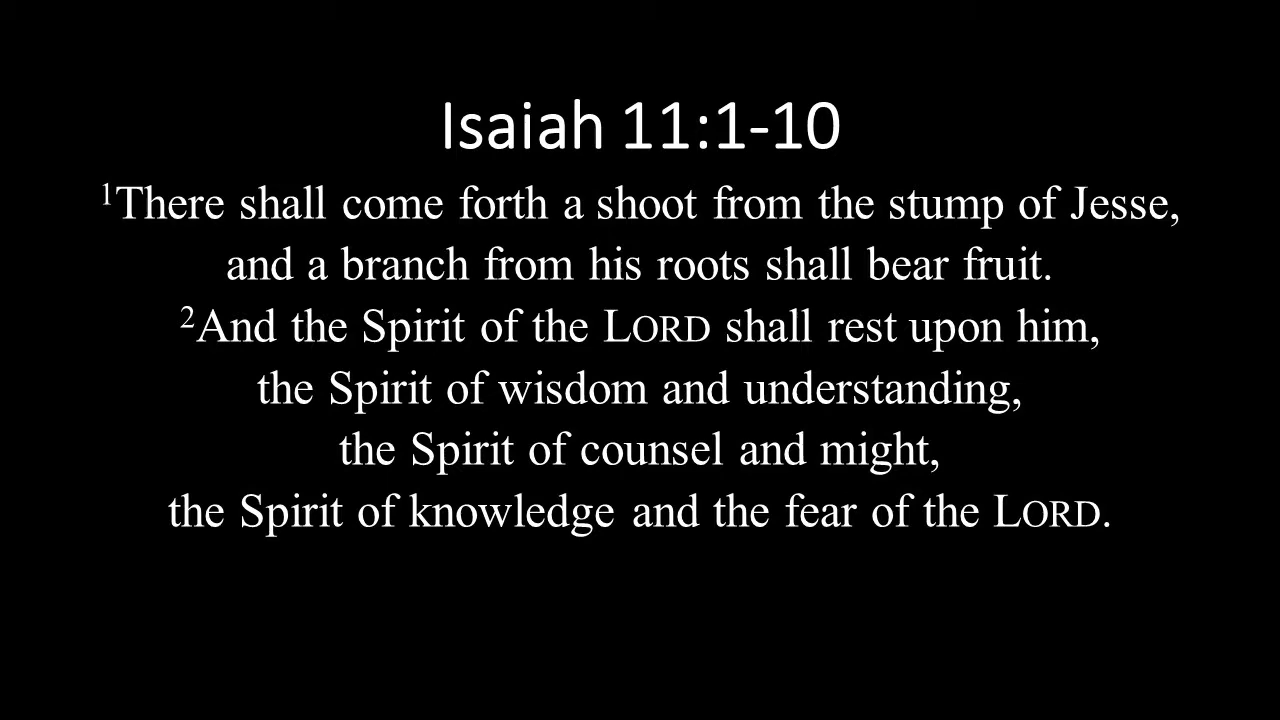 Isaiah 11:1-10
¹There shall come forth a shoot from the stump of Jesse,
and a branch from his roots shall bear fruit.
²And the Spirit of the LORD shall rest upon him,
the Spirit of wisdom and understanding,
the Spirit of counsel and might,
the Spirit of knowledge and the fear of the LORD.